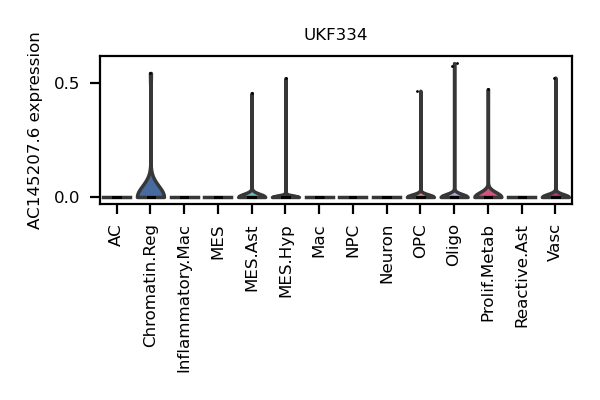 UKF334
AC145207.6 expression
0.5
0.0
AC
Chromatin.Reg
Inflammatory.Mac
MES
MES.Ast
MES.Hyp
Mac
NPC
Neuron
OPC
Oligo
Prolif.Metab
Reactive.Ast
Vasc